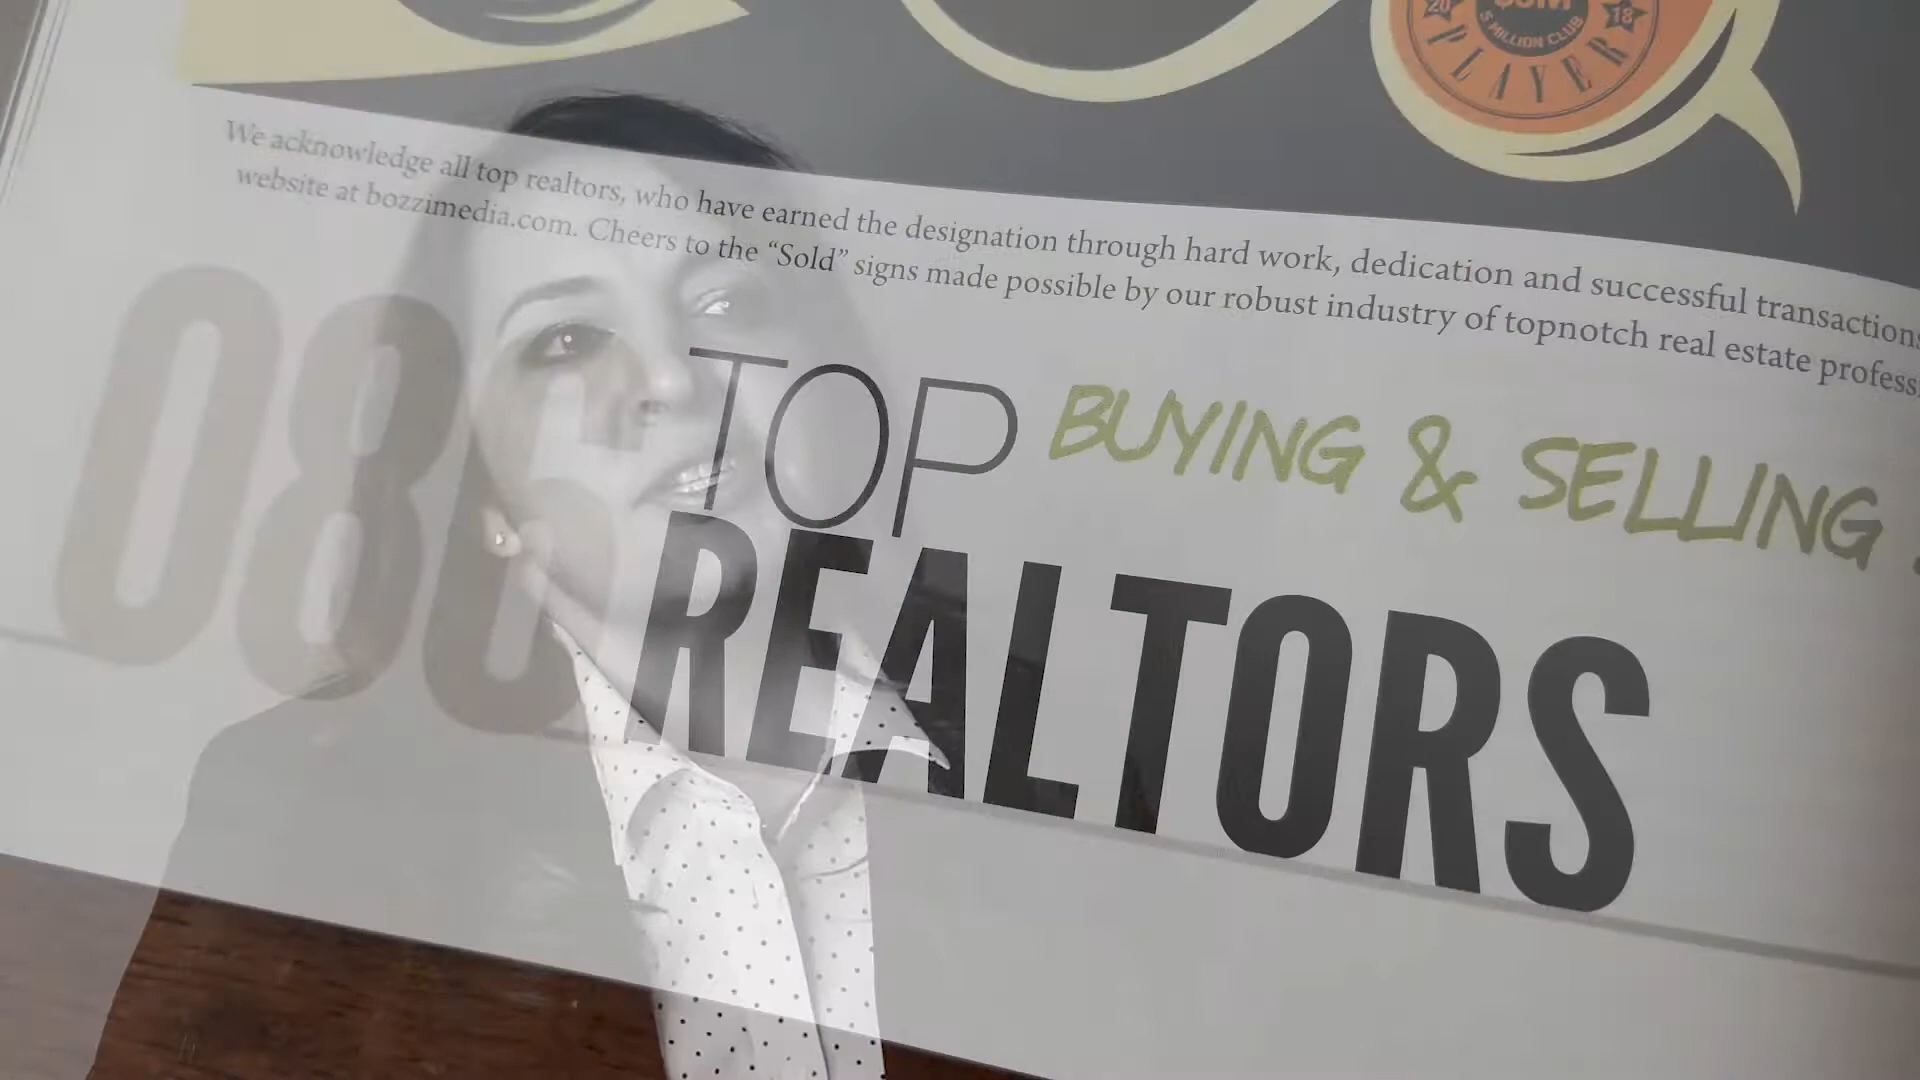 20 $5M 18
5 MILLION CLUB
PLAYER
We acknowledge all top realtors, who have earned the designation through hard work, dedication and successful
website at bozzimedia.com. Cheers to the “Sold” signs made possible by our robust industry of topnotch real estate
086
TOP
BUYING & SELLING
REALTORS